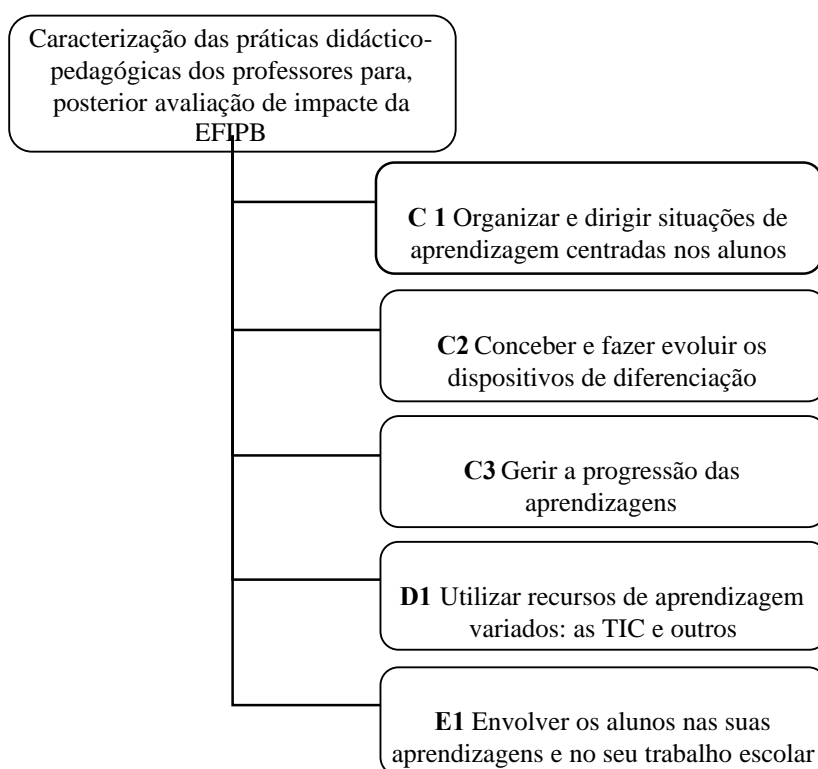 Caracterização das práticas didáctico-
pedagógicas dos professores para,
posterior avaliação de impacte da
EFIPB
C 1 Organizar e dirigir situações de
aprendizagem centradas nos alunos
C2 Conceber e fazer evoluir os
dispositivos de diferenciação
C3 Gerir a progressão das
aprendizagens
D1 Utilizar recursos de aprendizagem
variados: as TIC e outros
E1 Envolver os alunos nas suas
aprendizagens e no seu trabalho escolar